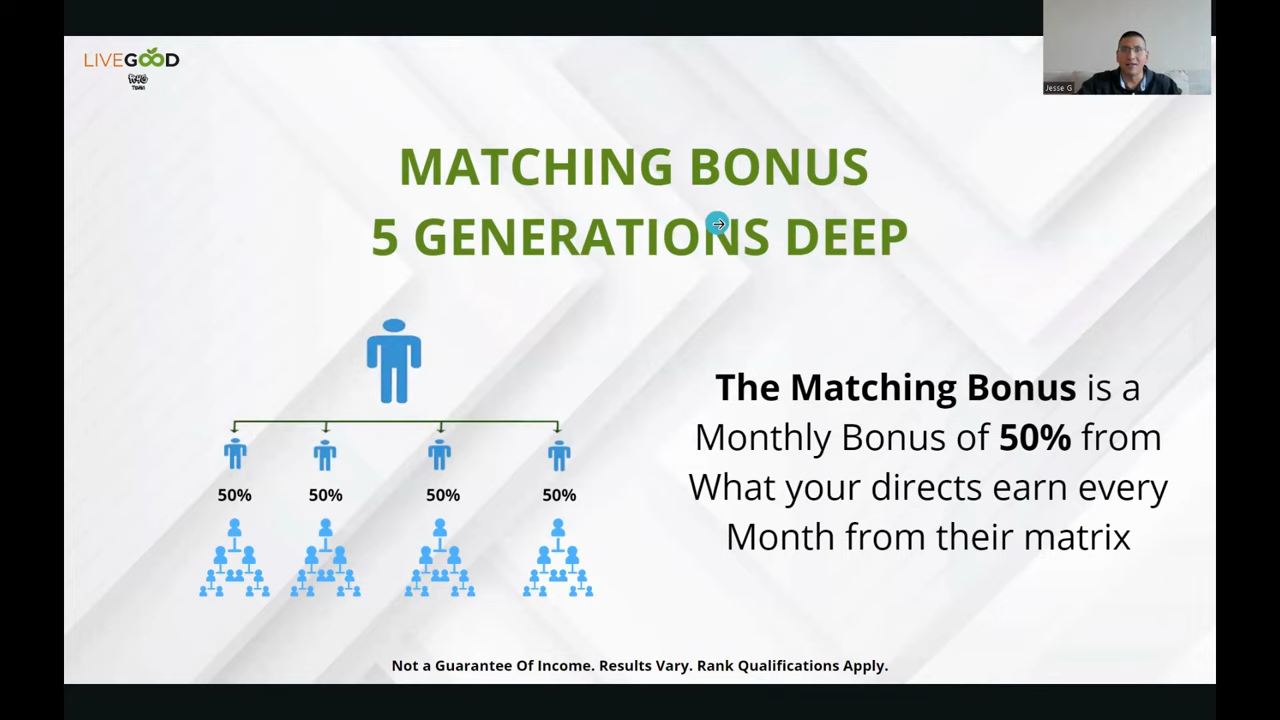 LIVEGOOD
TEAM
Jesse G
MATCHING BONUS
5 GENERATIONS DEEP
50% 50% 50% 50%
The Matching Bonus is a
Monthly Bonus of 50% from
What your directs earn every
Month from their matrix
Not a Guarantee Of Income. Results Vary. Rank Qualifications Apply.